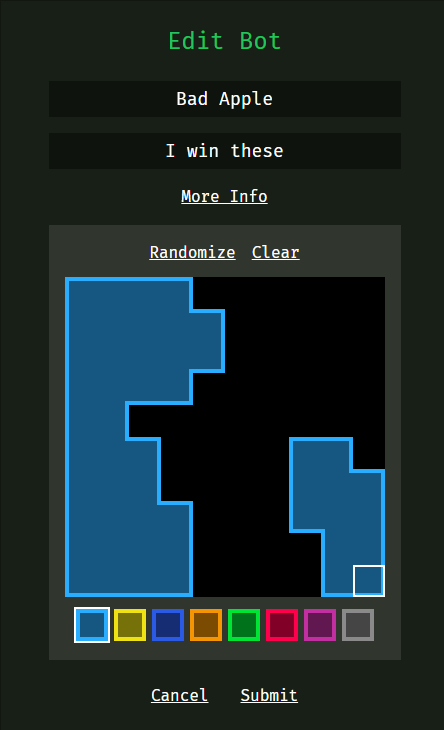 Edit Bot
Bad Apple
I win these
More Info
Randomize Clear
Cancel Submit